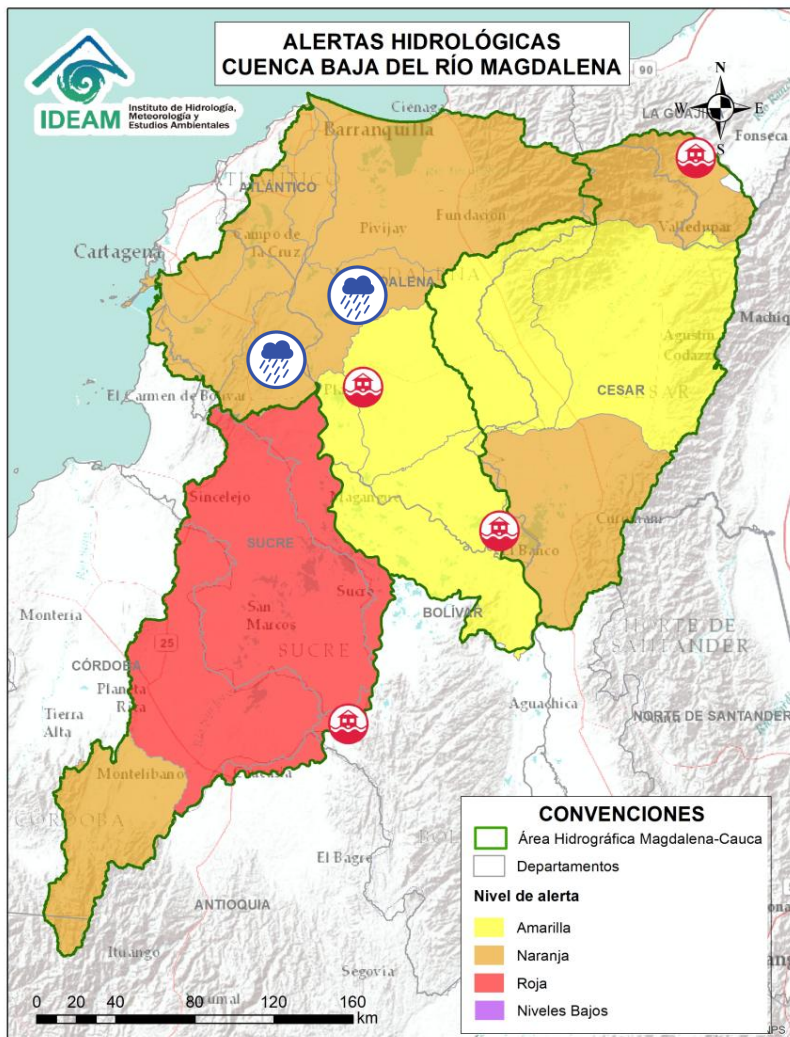 ALERTAS HIDROLÓGICAS
CUENCA BAJA DEL RÍO MAGDALENA
IDEAM
Instituto de Hidrología,
Meteorología y
Estudios Ambientales
90
N
W
E
S
Ciénaga
LA GUAJIRA
Fonseca
Barranquilla
ATLÁNTICO
Valledupar
Fundación
Pivijay
Campo de
la Cruz
Cartagena
Agustín
Codazzi
CESAR
El Carmen de Bolívar
Sincelejo
Magangué
SUCRE
El Banco
Sucre
BOLÍVAR
San
Marcos
SUCRE
Montería
25
CÓRDOBA
NORTE DE
SANTANDER
Planeta
Rica
Aguachica
Tierra
Alta
NORTE DE SANTANDER
Montelibano
El Bagre
ANTIOQUIA
Ituango
Segovia
CONVENCIONES
Área Hidrográfica Magdalena-Cauca
Departamentos
Nivel de alerta
Amarilla
Naranja
Roja
Niveles Bajos
0 20 40 80 120 160
km